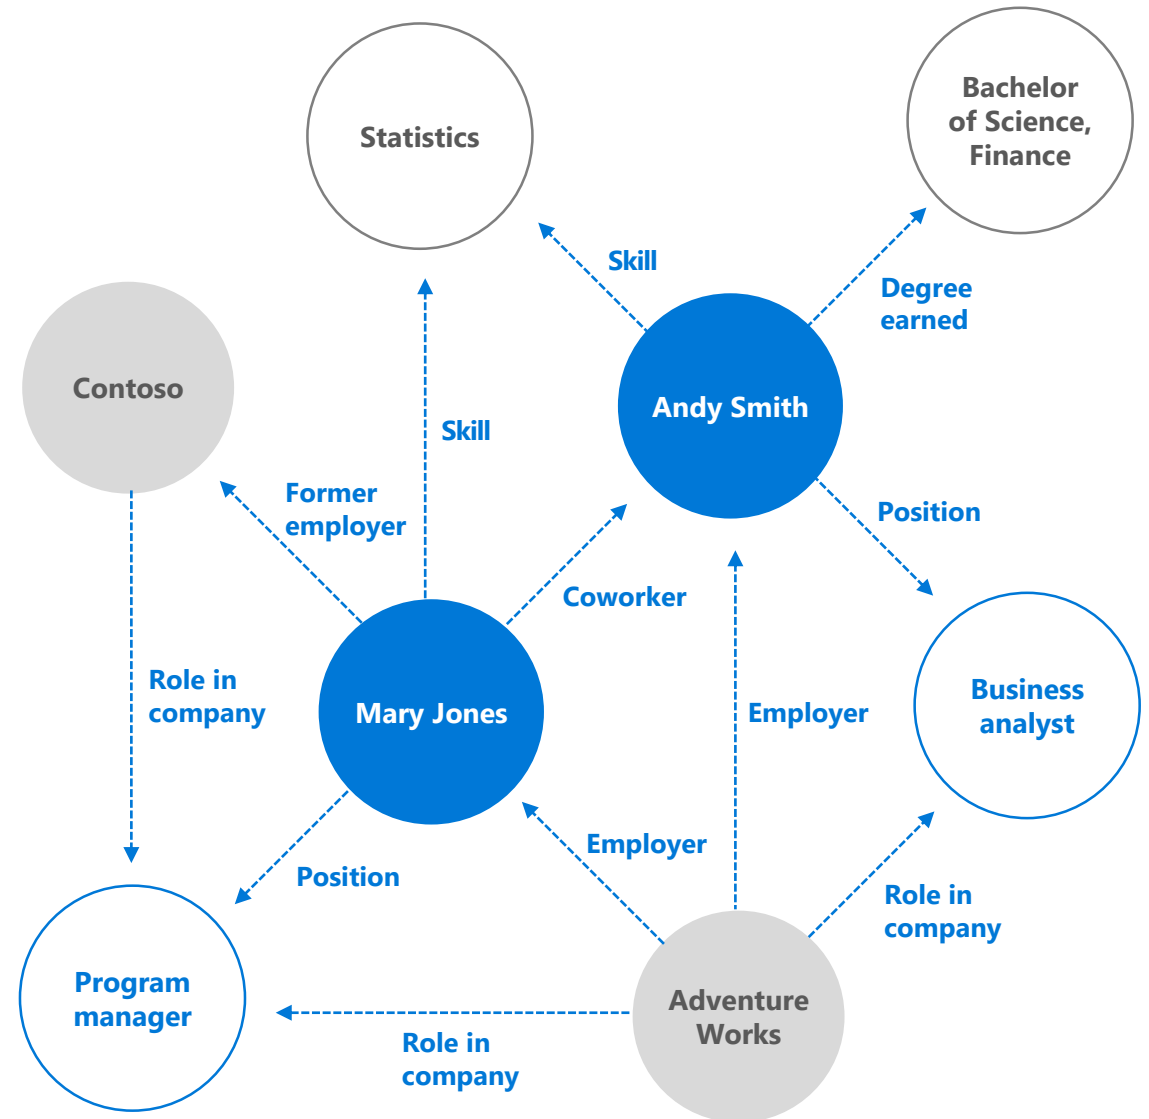 Bachelor
of Science,
Finance
Statistics
Skill
Degree
earned
Contoso
Andy Smith
Skill
Former
employer
Position
Coworker
Role in
company
Mary Jones
Employer
Business
analyst
Employer
Position
Role in
company
Program
manager
Adventure
Works
Role in
company